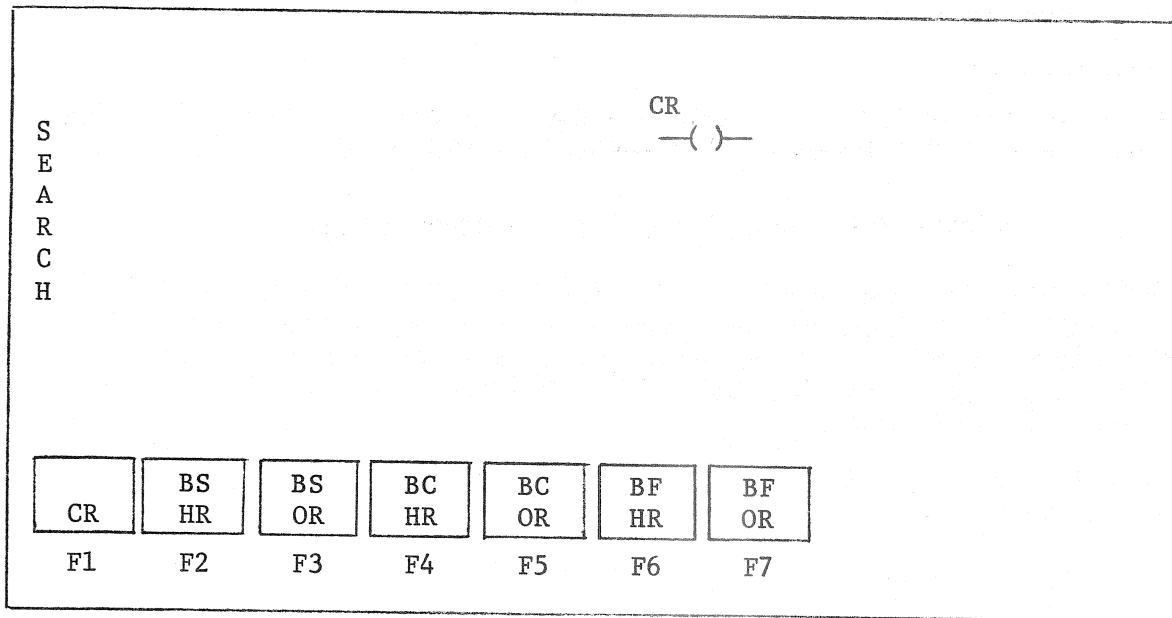 CR
—( )—
S
E
A
R
C
H
CR
BS
HR
BS
OR
BC
HR
BC
OR
BF
HR
BF
OR
F1 F2 F3 F4 F5 F6 F7